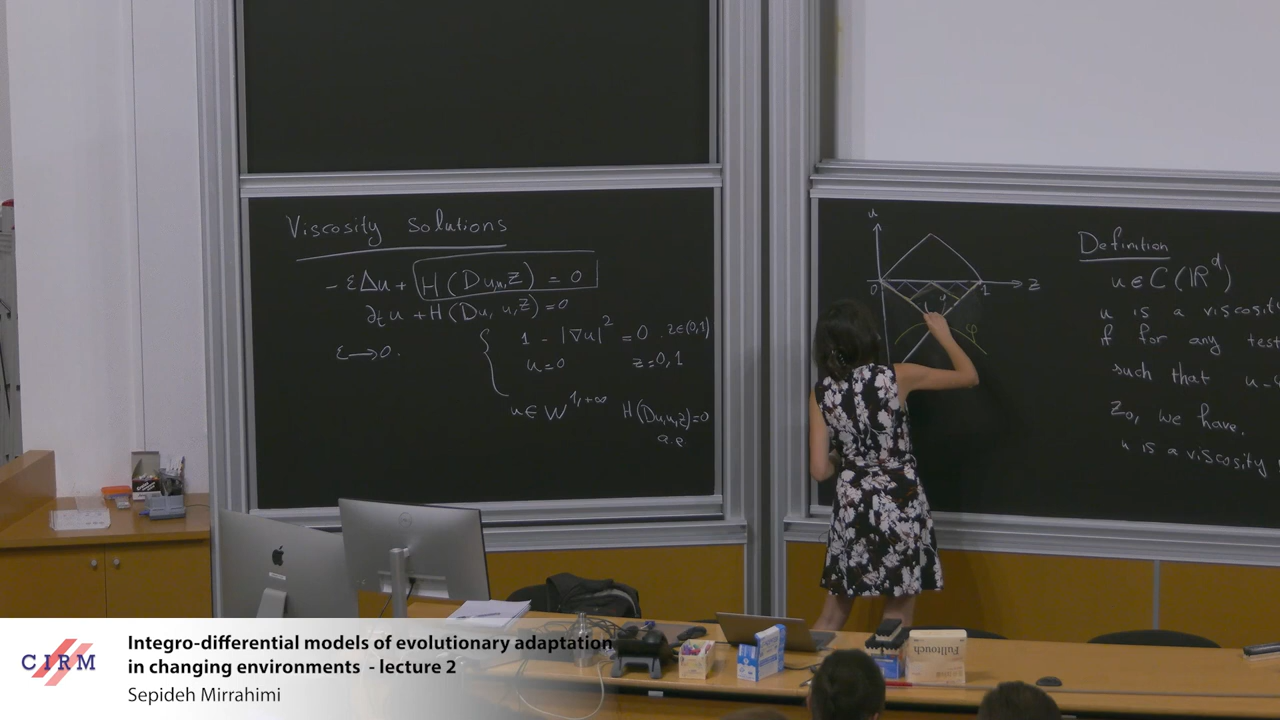 Viscosity solutions
- εΔu + H(Du,u,z) = 0
∂t u + H(Du, u, z) = 0
1 - |∇u|² = 0 . z∈(0,1)
ε → 0.
u=0 z=0,1
u ∈ W^{1,+∞} H(Du,u,z)=0
a.e
u
0 1 z
φ
Definition
u ∈ C(ℝ^d)
u is a viscosit
if for any test
such that u-
z₀, we have.
u is a viscosity
Fulltouch
CIRM
Integro-differential models of evolutionary adaptation
in changing environments - lecture 2
Sepideh Mirrahimi